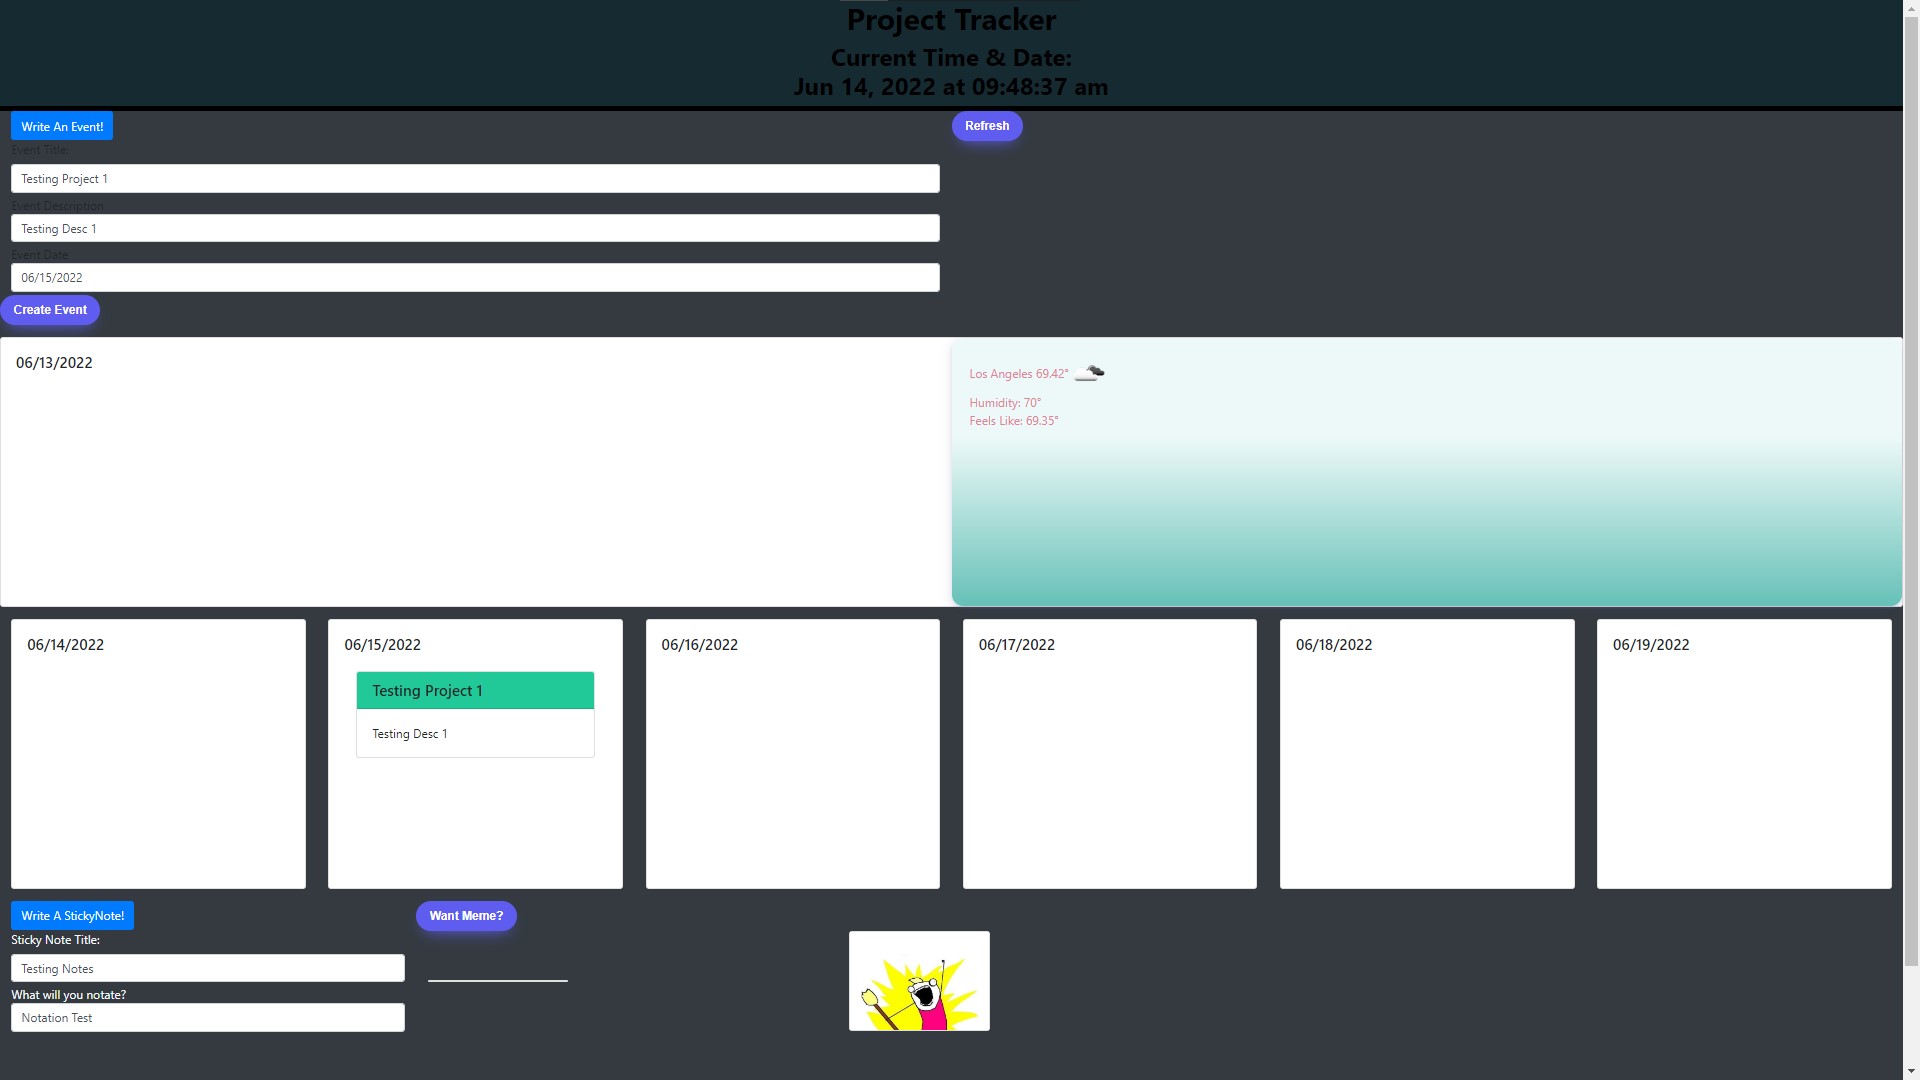 Project Tracker
Current Time & Date:
Jun 14, 2022 at 09:48:37 am
Write An Event!
Refresh
Event Title:
Testing Project 1
Event Description
Testing Desc 1
Event Date
06/15/2022
Create Event
06/13/2022
Los Angeles 69.42°
Humidity: 70°
Feels Like: 69.35°
06/14/2022
06/15/2022
Testing Project 1
Testing Desc 1
06/16/2022
06/17/2022
06/18/2022
06/19/2022
Write A StickyNote!
Want Meme?
Sticky Note Title:
Testing Notes
What will you notate?
Notation Test